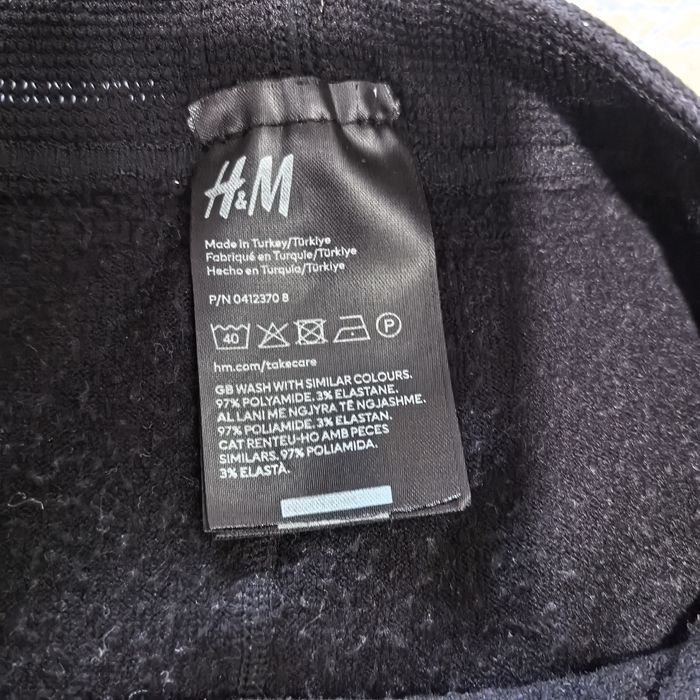 H&M
Made in Turkey/Türkiye
Fabriqué en Turquie/Türkiye
Hecho en Turquía/Türkiye
P/N 0412370 8
40 P
hm.com/takecare
GB WASH WITH SIMILAR COLOURS.
97% POLYAMIDE. 3% ELASTANE.
AL LANI ME NGJYRA TË NGJASHME.
97% POLIAMIDE. 3% ELASTAN.
CAT RENTEU-HO AMB PECES
SIMILARS. 97% POLIAMIDA.
3% ELASTÀ.